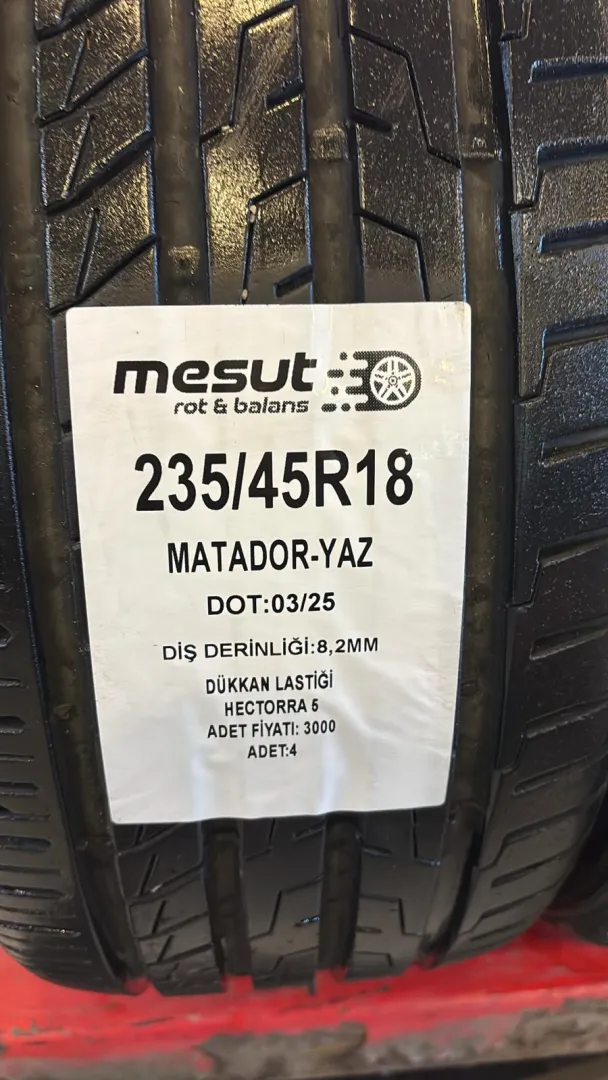 mesut
rot & balans
235/45R18
MATADOR-YAZ
DOT:03/25
DİŞ DERİNLİĞİ:8,2MM
DÜKKAN LASTİĞİ
HECTORRA 5
ADET FİYATI: 3000
ADET:4